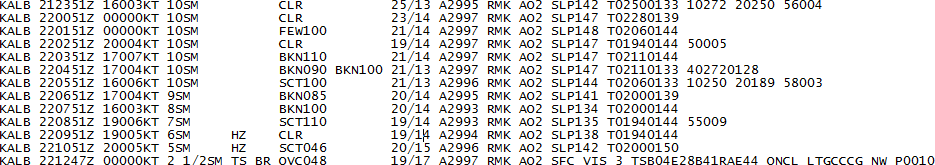 KALB 212351Z 16003KT 10SM CLR 25/13 A2995 RMK AO2 SLP142 T02500133 10272 20250 56004
KALB 220051Z 00000KT 10SM CLR 23/14 A2997 RMK AO2 SLP147 T02280139
KALB 220151Z 00000KT 10SM FEW100 21/14 A2997 RMK AO2 SLP148 T02060144
KALB 220251Z 20004KT 10SM CLR 19/14 A2997 RMK AO2 SLP147 T01940144 50005
KALB 220351Z 17007KT 10SM BKN110 21/14 A2997 RMK AO2 SLP147 T02110144
KALB 220451Z 17004KT 10SM BKN090 BKN100 21/13 A2997 RMK AO2 SLP147 T02110133 402720128
KALB 220551Z 16006KT 10SM SCT100 21/13 A2996 RMK AO2 SLP144 T02060133 10250 20189 58003
KALB 220651Z 17004KT 9SM BKN085 20/14 A2995 RMK AO2 SLP141 T02000139
KALB 220751Z 16003KT 8SM BKN100 20/14 A2993 RMK AO2 SLP134 T02000144
KALB 220851Z 19006KT 7SM SCT110 19/14 A2993 RMK AO2 SLP135 T01940144 55009
KALB 220951Z 19005KT 6SM HZ CLR 19/14 A2994 RMK AO2 SLP138 T01940144
KALB 221051Z 20005KT 5SM HZ SCT046 20/15 A2996 RMK AO2 SLP142 T02000150
KALB 221247Z 00000KT 2 1/2SM TS BR OVC048 19/17 A2997 RMK AO2 SFC VIS 3 TSB04E28B41RAE44 ONCL LTGCCCG NW P0010